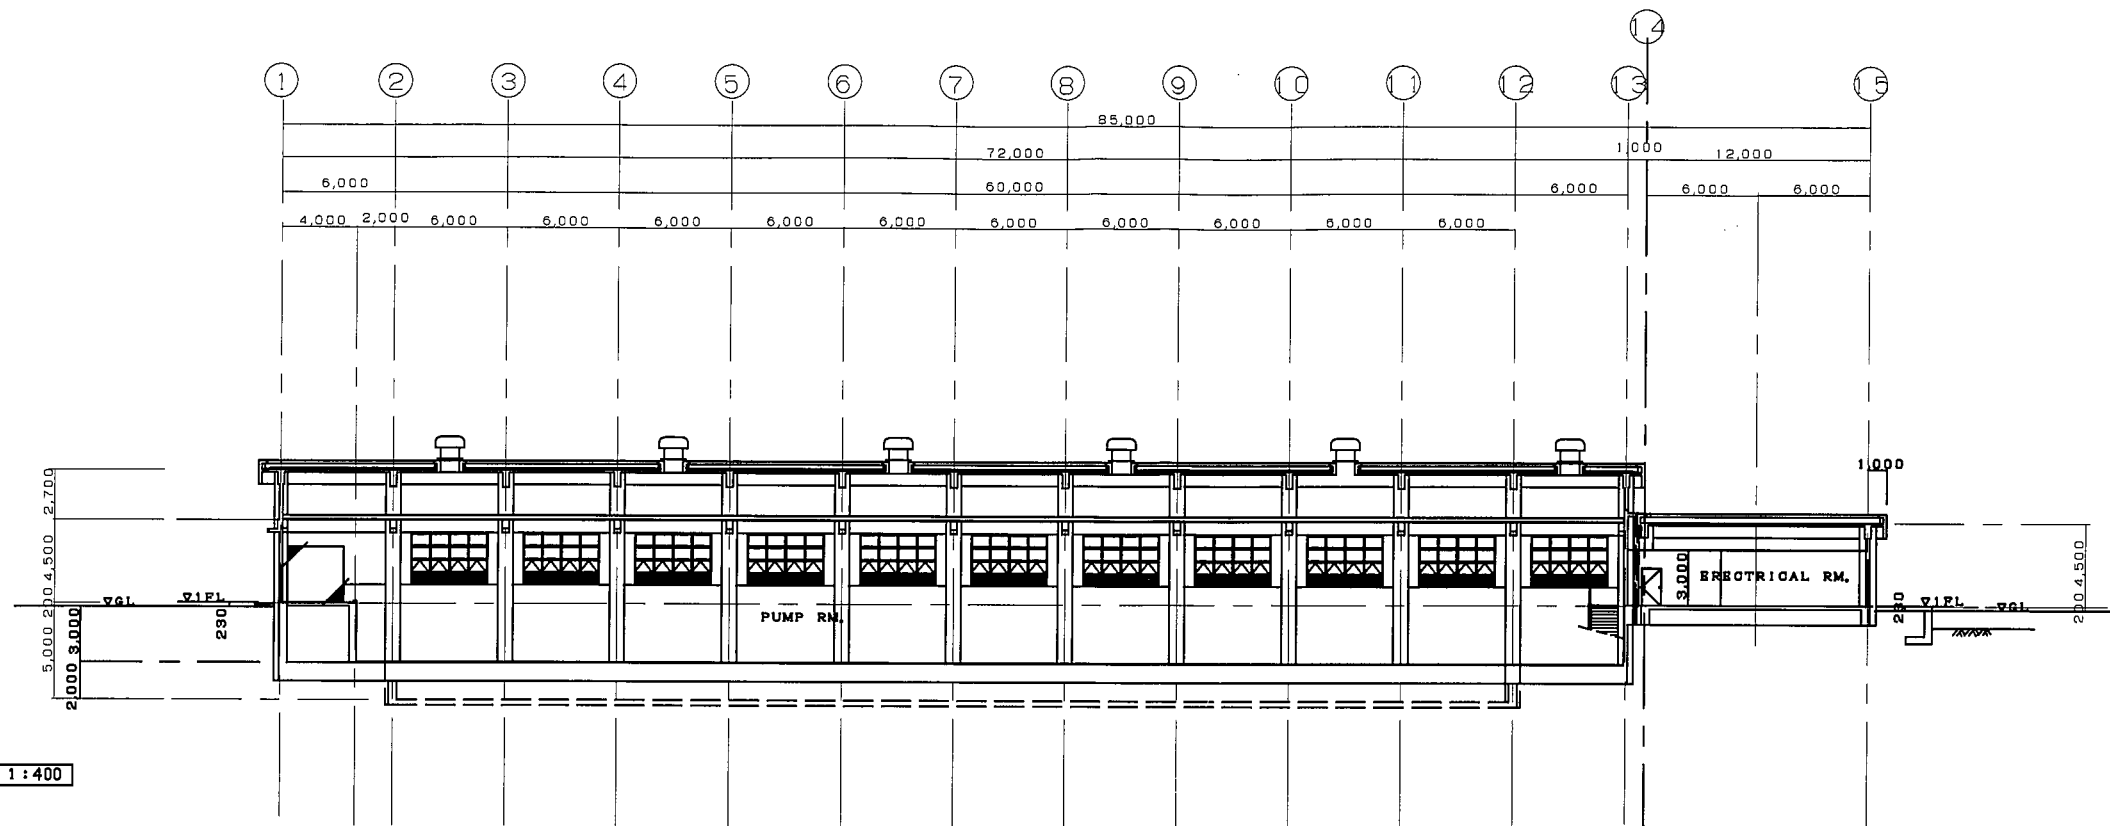 14
1 2 3 4 5 6 7 8 9 10 11 12 13 15
85,000
72,000 1,000 12,000
6,000 60,000 6,000 6,000 6,000
4,000 2,000 6,000 6,000 6,000 6,000 6,000 6,000 6,000 6,000 6,000 6,000
1,000
2,700
4,500
200
5,000
3,000
2,000
▽GL
▽1FL
230
PUMP RM.
3,000
ERECTRICAL RM.
230
▽1FL
▽GL
4,500
200
1:400